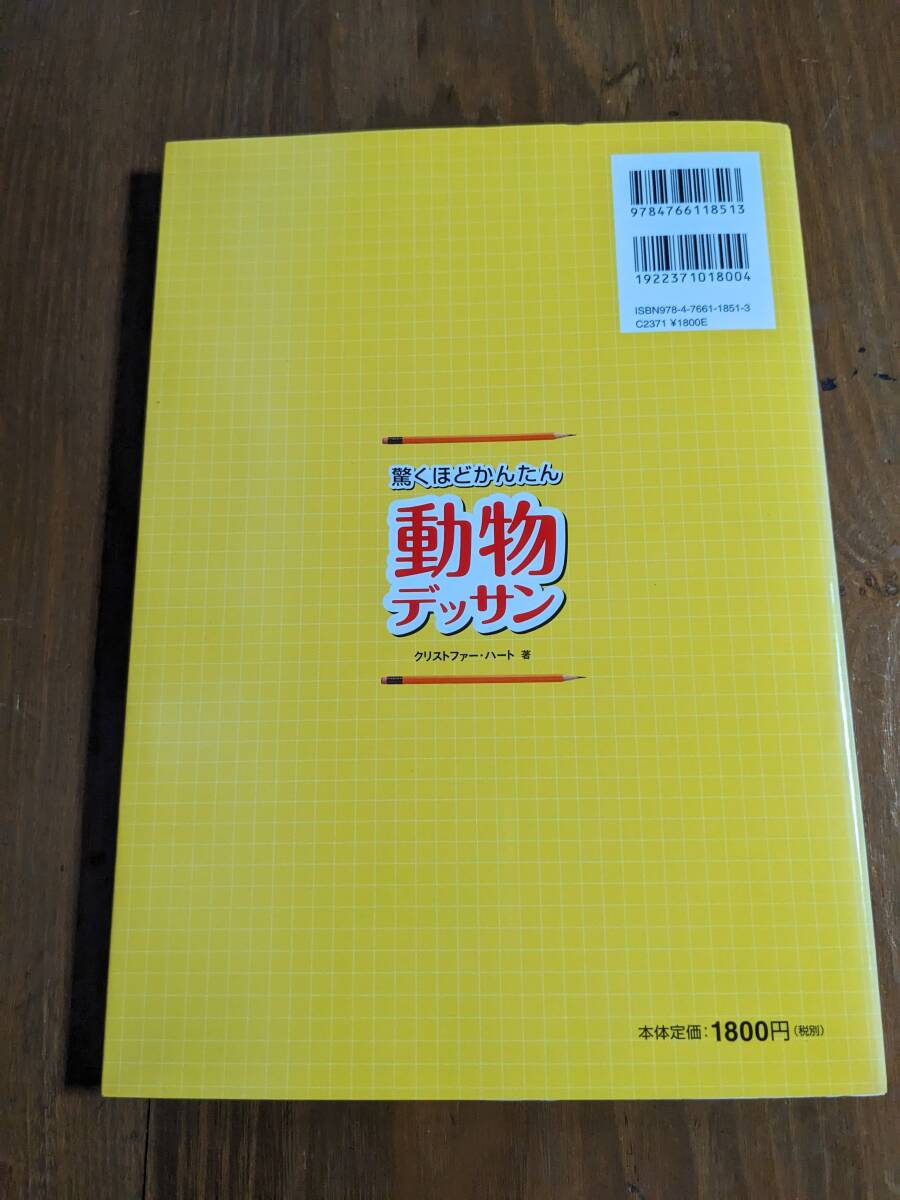 9784766118513
1922371018004
ISBN978-4-7661-1851-3
C2371 ¥1800E
驚くほどかんたん
動物
デッサン
クリストファー・ハート 著
本体定価：1800円（税別）